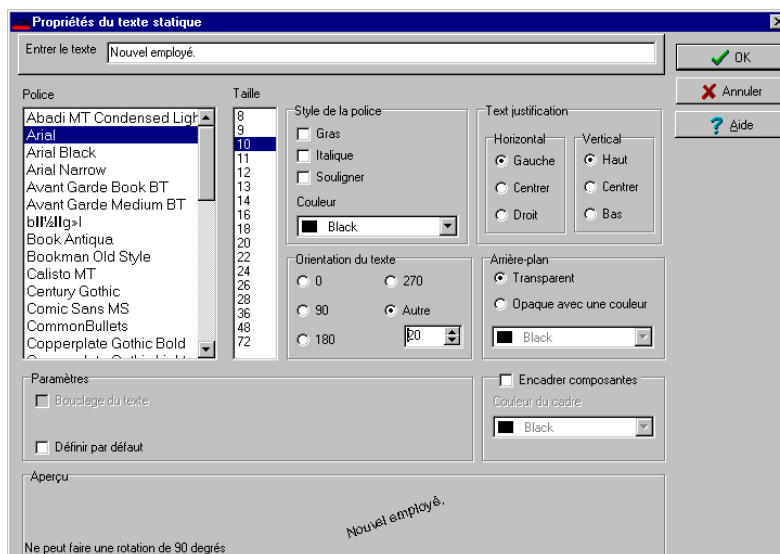 Propriétés du texte statique
Entrer le texte
Nouvel employé.
OK
Annuler
Aide
Police
Abadi MT Condensed Ligh
Arial
Arial Black
Arial Narrow
Avant Garde Book BT
Avant Garde Medium BT
Book Antiqua
Bookman Old Style
Calisto MT
Century Gothic
Comic Sans MS
CommonBullets
Copperplate Gothic Bold
Taille
8
9
10
11
12
13
14
16
18
20
22
24
26
28
36
48
72
Style de la police
Gras
Italique
Souligner
Couleur
Black
Text justification
Horizontal
Gauche
Centrer
Droit
Vertical
Haut
Centrer
Bas
Orientation du texte
0
90
180
270
Autre
20
Arrière-plan
Transparent
Opaque avec une couleur
Black
Paramètres
Bouclage du texte
Définir par défaut
Encadrer composantes
Couleur du cadre
Black
Aperçu
Nouvel employé.
Ne peut faire une rotation de 90 degrés